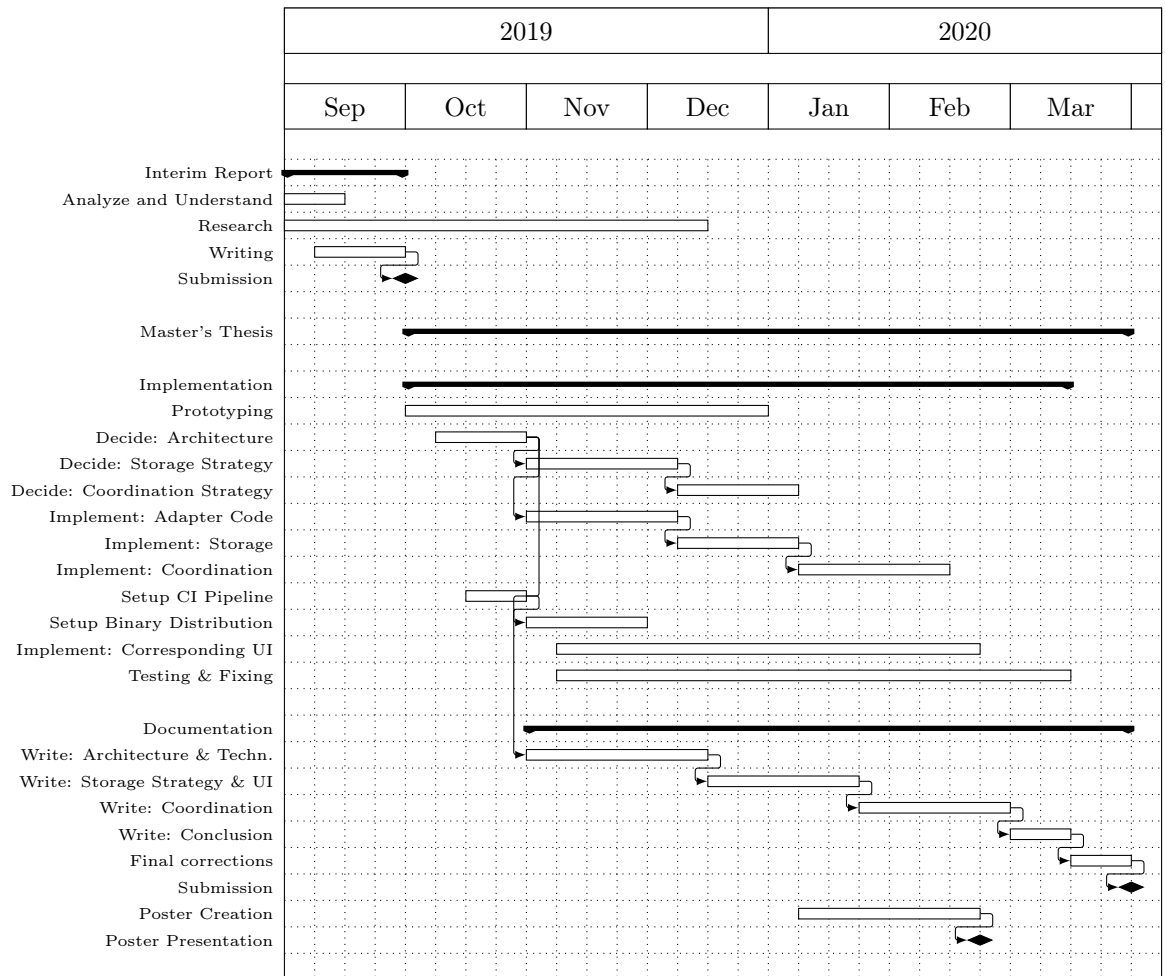 2019 2020
Sep Oct Nov Dec Jan Feb Mar
Interim Report
Analyze and Understand
Research
Writing
Submission
Master's Thesis
Implementation
Prototyping
Decide: Architecture
Decide: Storage Strategy
Decide: Coordination Strategy
Implement: Adapter Code
Implement: Storage
Implement: Coordination
Setup CI Pipeline
Setup Binary Distribution
Implement: Corresponding UI
Testing & Fixing
Documentation
Write: Architecture & Techn.
Write: Storage Strategy & UI
Write: Coordination
Write: Conclusion
Final corrections
Submission
Poster Creation
Poster Presentation